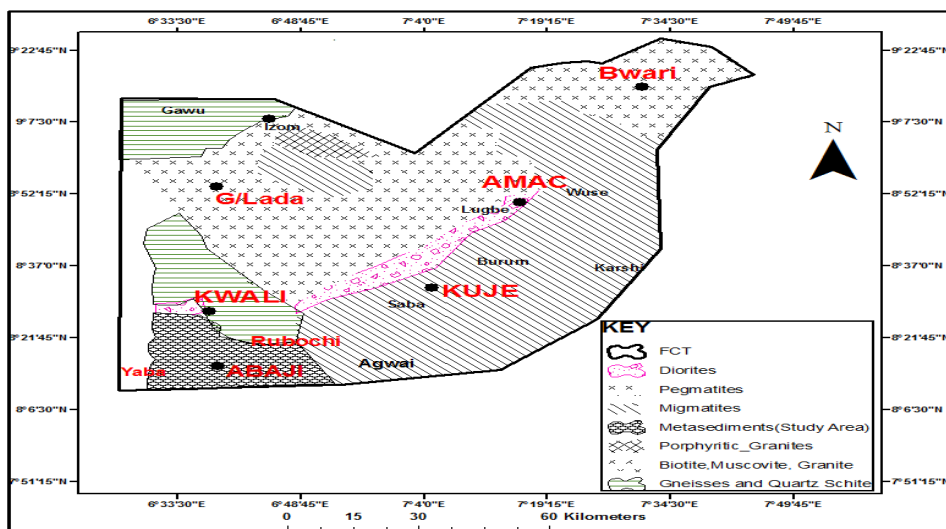 6°33'30"E 6°48'45"E 7°4'0"E 7°19'15"E 7°34'30"E 7°49'45"E
9°22'45"N 9°22'45"N
Bwari
Gawu
9°7'30"N 9°7'30"N
Izom
N
8°52'15"N 8°52'15"N
G/Lada
AMAC
Wuse
Lugbe
8°37'0"N 8°37'0"N
Burum
Karshi
KUJE
Saba
KWALI
8°21'45"N 8°21'45"N
Rubochi
Agwai
Yaba
ABAJI
8°6'30"N 8°6'30"N
7°51'15"N 7°51'15"N
KEY
FCT
Diorites
Pegmatites
Migmatites
Metasediments(Study Area)
Porphyritic_Granites
Biotite,Muscovite, Granite
Gneisses and Quartz Schite
6°33'30"E 6°48'45"E 7°4'0"E 7°19'15"E 7°34'30"E 7°49'45"E
0 15 30 60 Kilometers